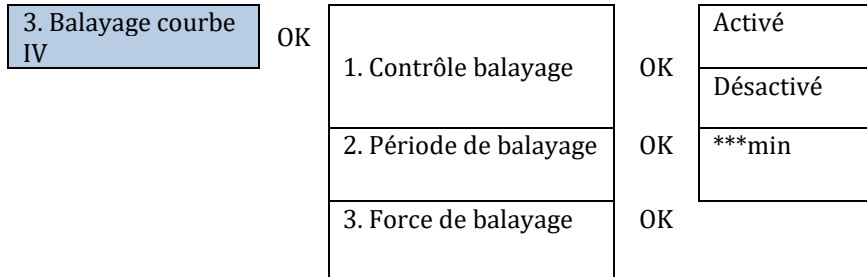 3. Balayage courbe
IV
OK
1. Contrôle balayage
OK
Activé
Désactivé
2. Période de balayage
OK
***min
3. Force de balayage
OK